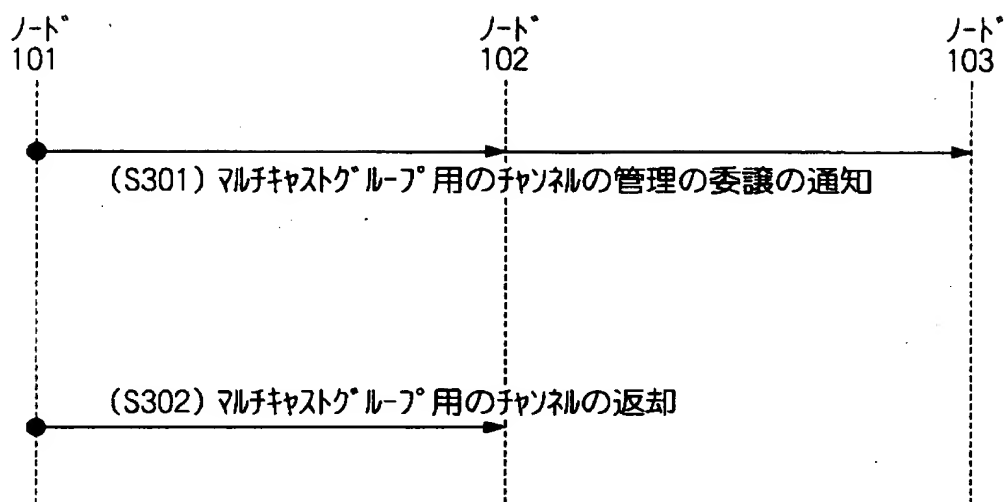 ﾉｰﾄﾞ
101
ﾉｰﾄﾞ
102
ﾉｰﾄﾞ
103
(S301) ﾏﾙﾁｷｬｽﾄｸﾞﾙｰﾌﾟ用のﾁｬﾝﾈﾙの管理の委譲の通知
(S302) ﾏﾙﾁｷｬｽﾄｸﾞﾙｰﾌﾟ用のﾁｬﾝﾈﾙの返却